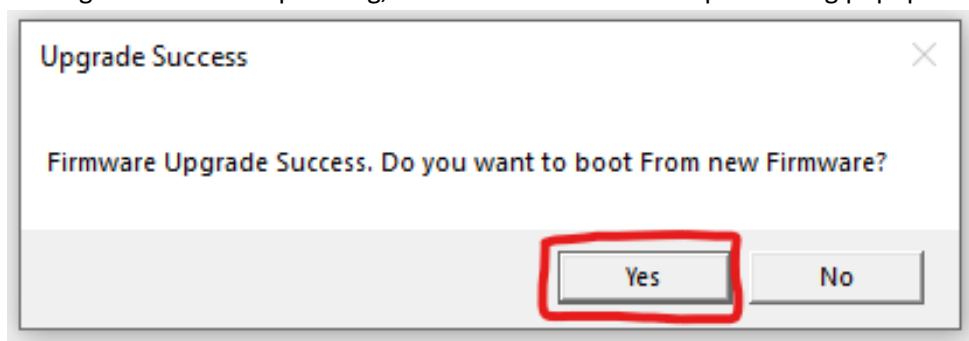 Upgrade Success
Firmware Upgrade Success. Do you want to boot From new Firmware?
Yes No